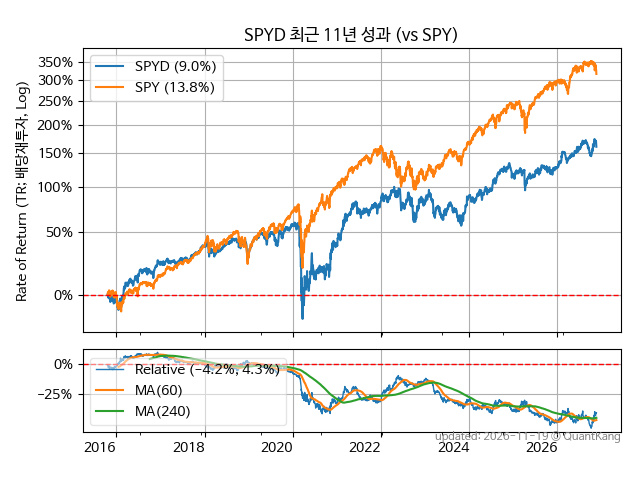 SPYD 최근 11년 성과 (vs SPY)
Rate of Return (TR; 배당재투자, Log)
350%
300%
250%
200%
150%
100%
50%
0%
SPYD (9.0%)
SPY (13.8%)
0%
−25%
Relative (−4.2%, 4.3%)
MA(60)
MA(240)
2016 2018 2020 2022 2024 2026
updated: 2026-11-19 @ QuantKang